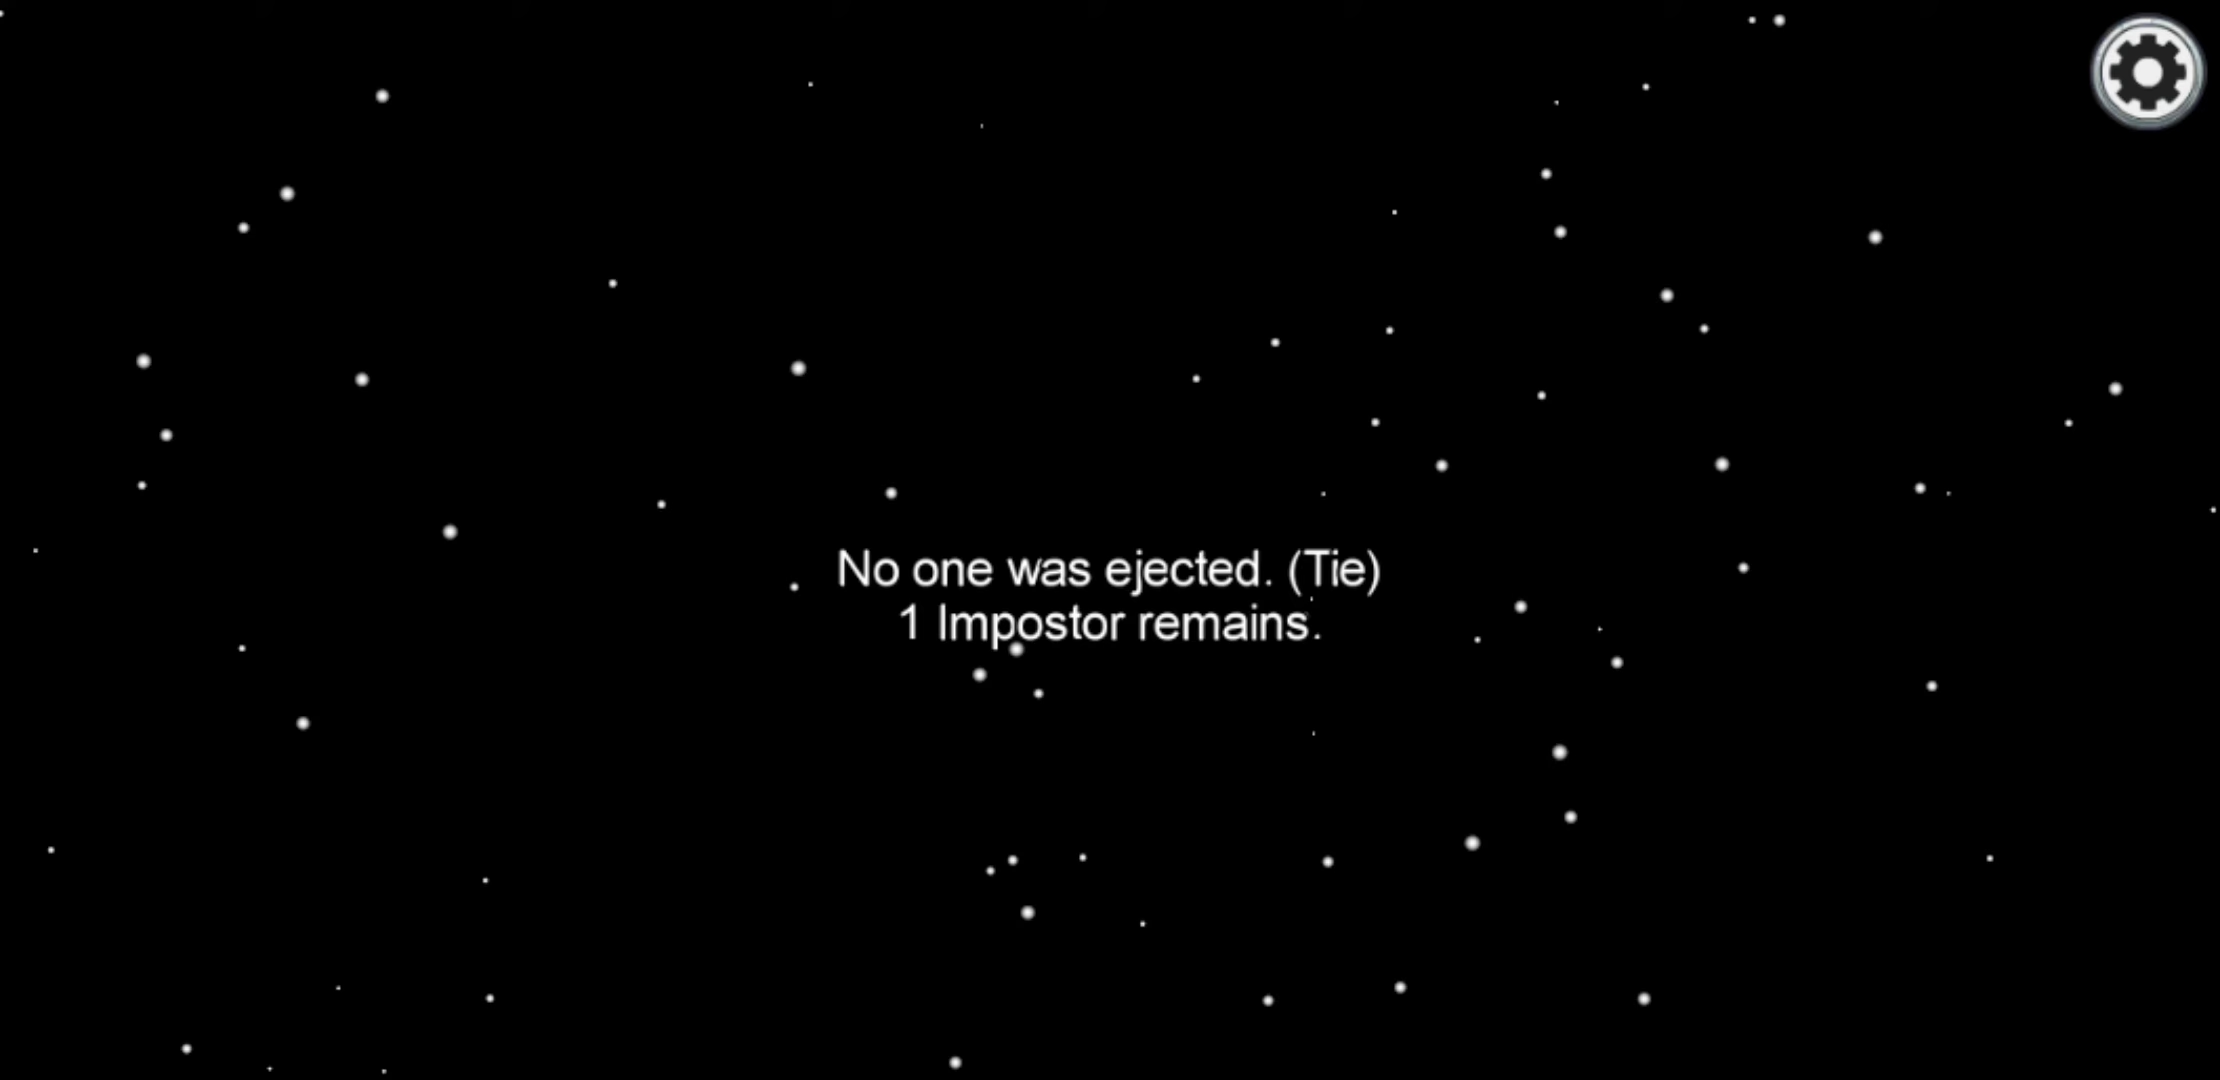 No one was ejected. (Tie)
1 Impostor remains.